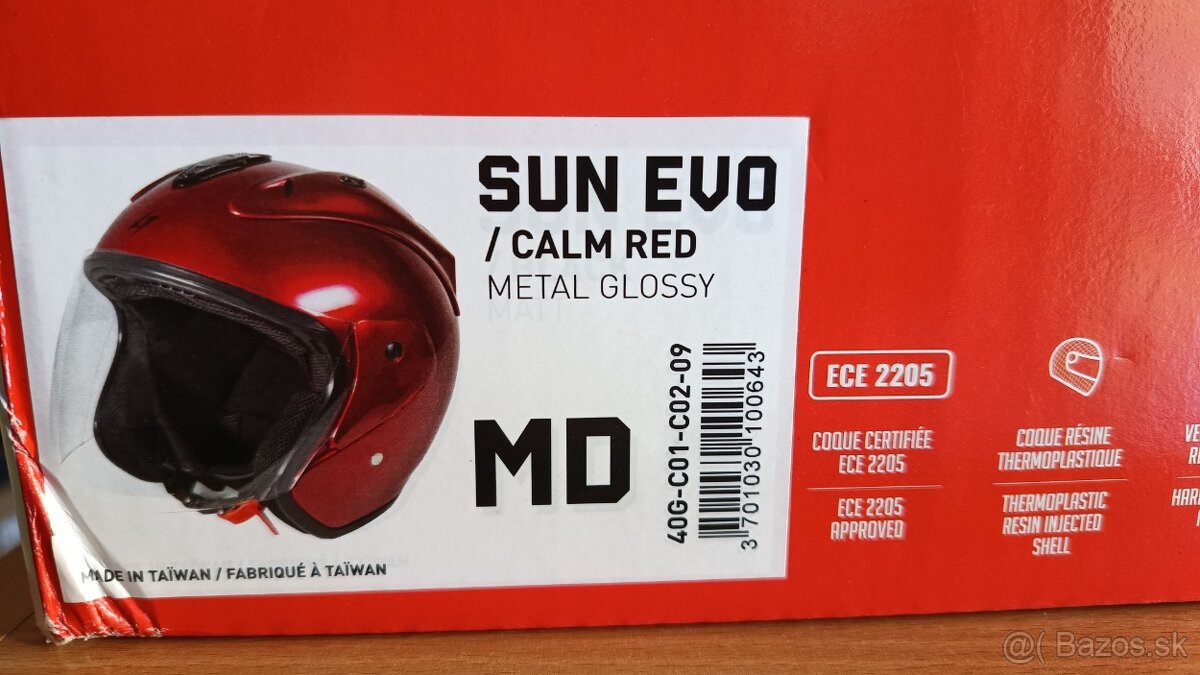 SUN EVO
/ CALM RED
METAL GLOSSY
MD
40G-C01-C02-09
3 701030 100643
MADE IN TAÏWAN / FABRIQUÉ À TAÏWAN
ECE 2205
COQUE CERTIFIÉE
ECE 2205
ECE 2205
APPROVED
COQUE RÉSINE
THERMOPLASTIQUE
THERMOPLASTIC
RESIN INJECTED
SHELL
@( Bazos.sk